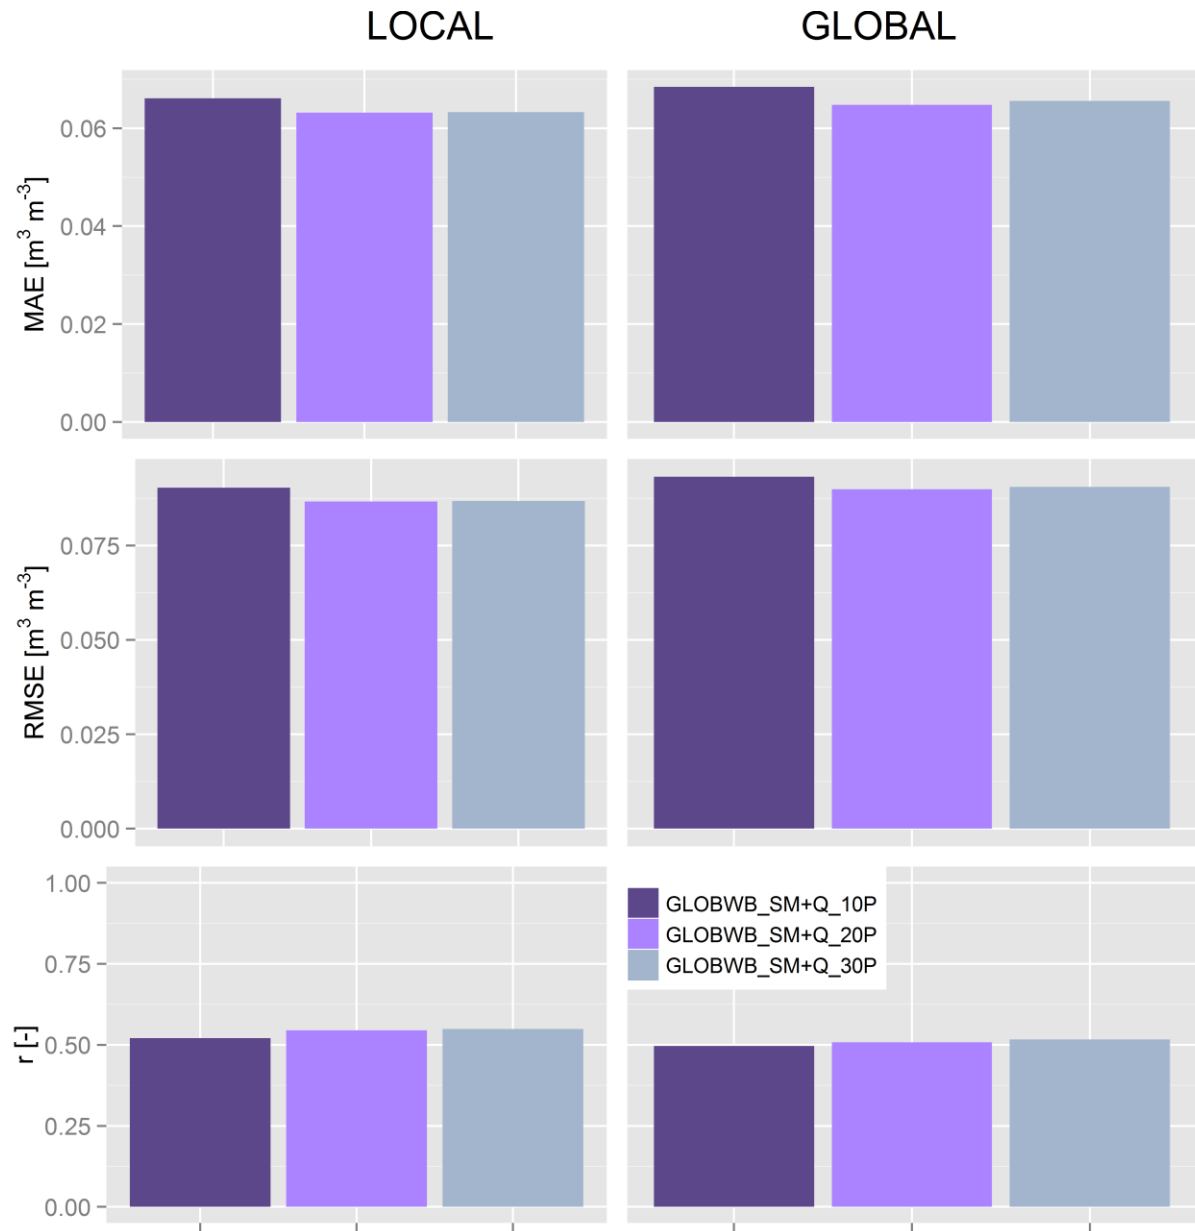 LOCAL GLOBAL
MAE [m³ m⁻³]
0.06
0.04
0.02
0.00
RMSE [m³ m⁻³]
0.075
0.050
0.025
0.000
r [-]
1.00
0.75
0.50
0.25
0.00
GLOBWB_SM+Q_10P
GLOBWB_SM+Q_20P
GLOBWB_SM+Q_30P